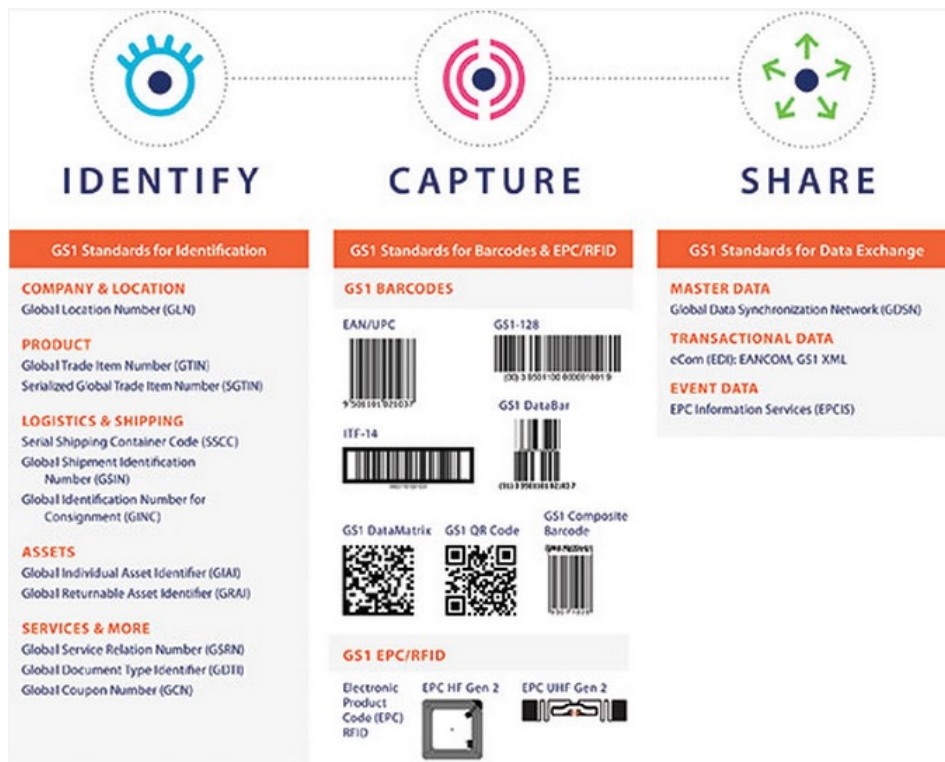 IDENTIFY
CAPTURE
SHARE
GS1 Standards for Identification
COMPANY & LOCATION
Global Location Number (GLN)
PRODUCT
Global Trade Item Number (GTIN)
Serialized Global Trade Item Number (SGTIN)
LOGISTICS & SHIPPING
Serial Shipping Container Code (SSCC)
Global Shipment Identification
Number (GSIN)
Global Identification Number for
Consignment (GINC)
ASSETS
Global Individual Asset Identifier (GIAI)
Global Returnable Asset Identifier (GRAI)
SERVICES & MORE
Global Service Relation Number (GSRN)
Global Document Type Identifier (GDTI)
Global Coupon Number (GCN)
GS1 Standards for Barcodes & EPC/RFID
GS1 BARCODES
EAN/UPC
GS1-128
ITF-14
GS1 DataBar
GS1 DataMatrix
GS1 QR Code
GS1 Composite
Barcode
GS1 EPC/RFID
Electronic
Product
Code (EPC)
RFID
EPC HF Gen 2
EPC UHF Gen 2
GS1 Standards for Data Exchange
MASTER DATA
Global Data Synchronization Network (GDSN)
TRANSACTIONAL DATA
eCom (EDI): EANCOM, GS1 XML
EVENT DATA
EPC Information Services (EPCIS)